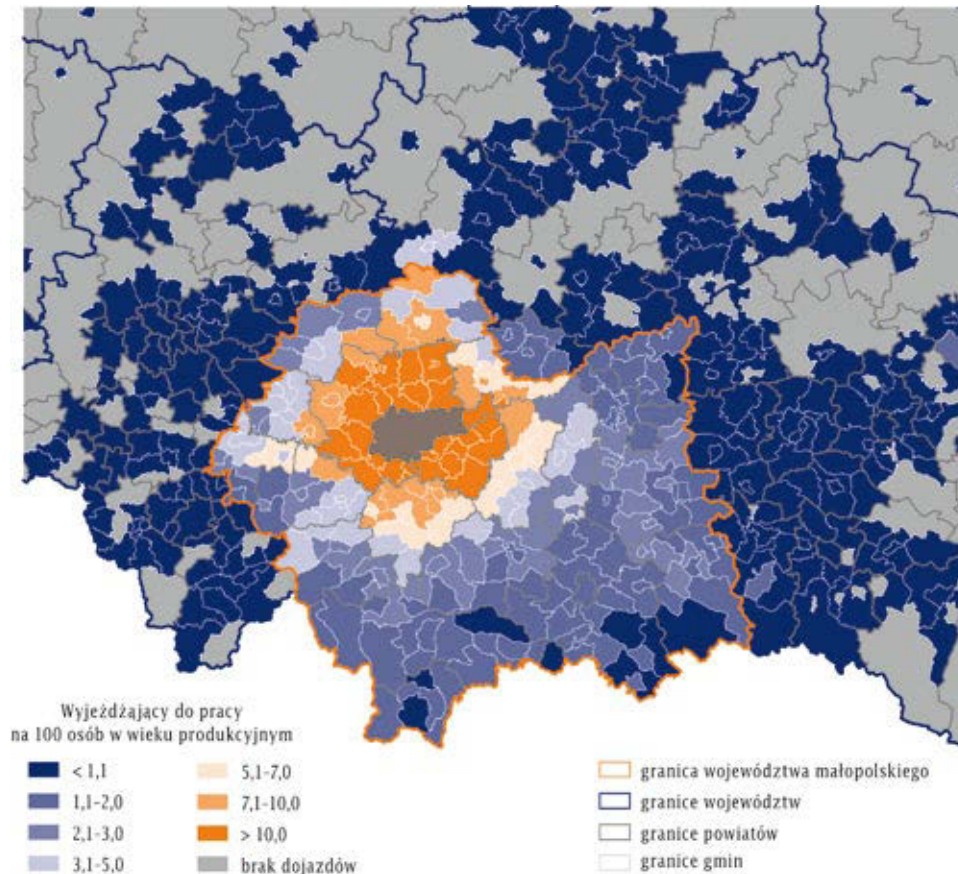 Wyjeżdżający do pracy
na 100 osób w wieku produkcyjnym
< 1,1
1,1-2,0
2,1-3,0
3,1-5,0
5,1-7,0
7,1-10,0
> 10,0
brak dojazdów
granica województwa małopolskiego
granice województw
granice powiatów
granice gmin